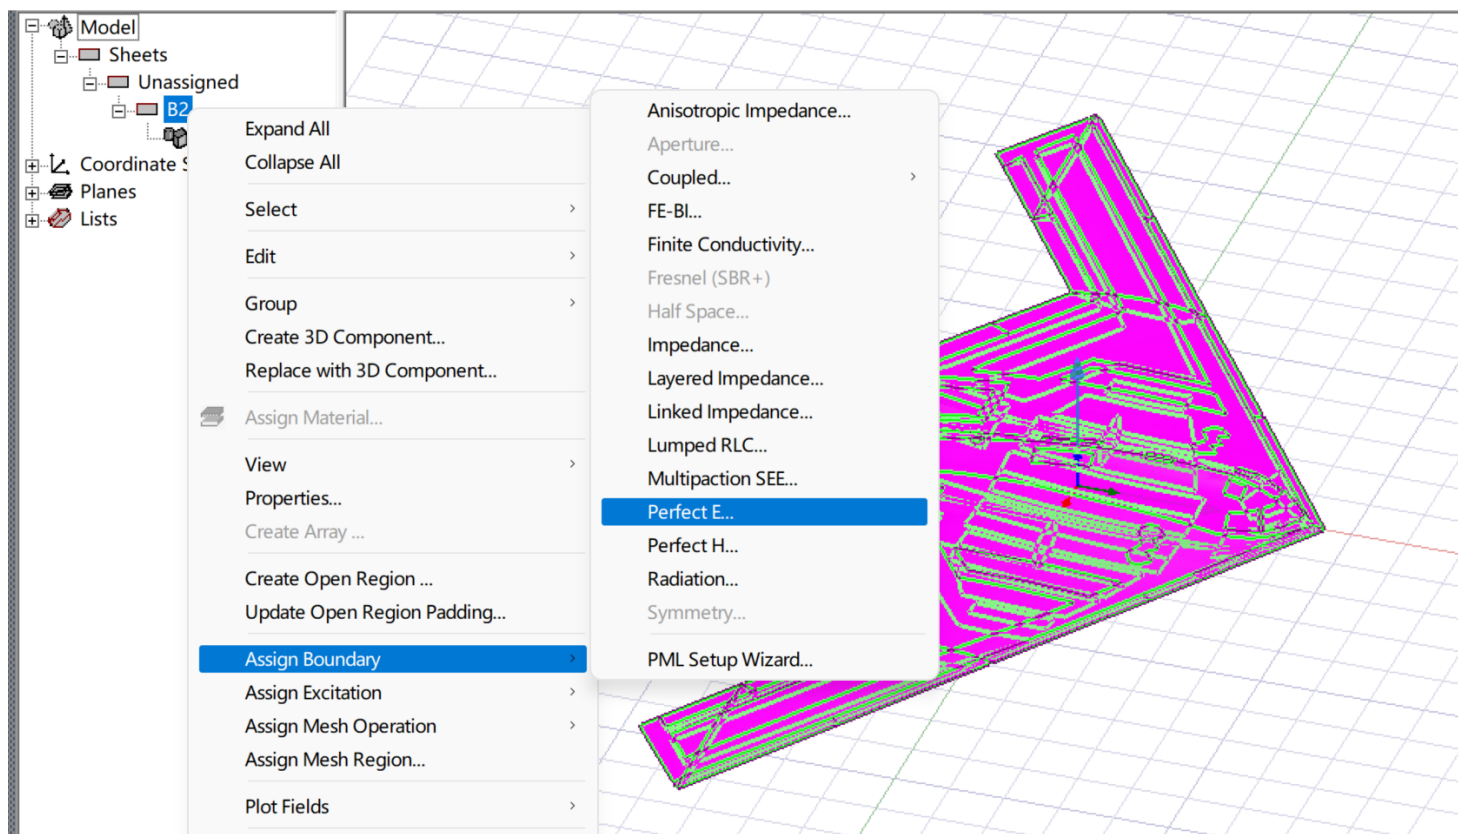 Model
Sheets
Unassigned
B2
Coordinate S
Planes
Lists
Expand All
Collapse All
Select
Edit
Group
Create 3D Component...
Replace with 3D Component...
Assign Material...
View
Properties...
Create Array ...
Create Open Region ...
Update Open Region Padding...
Assign Boundary
Assign Excitation
Assign Mesh Operation
Assign Mesh Region...
Plot Fields
Anisotropic Impedance...
Aperture...
Coupled...
FE-BI...
Finite Conductivity...
Fresnel (SBR+)
Half Space...
Impedance...
Layered Impedance...
Linked Impedance...
Lumped RLC...
Multipaction SEE...
Perfect E...
Perfect H...
Radiation...
Symmetry...
PML Setup Wizard...